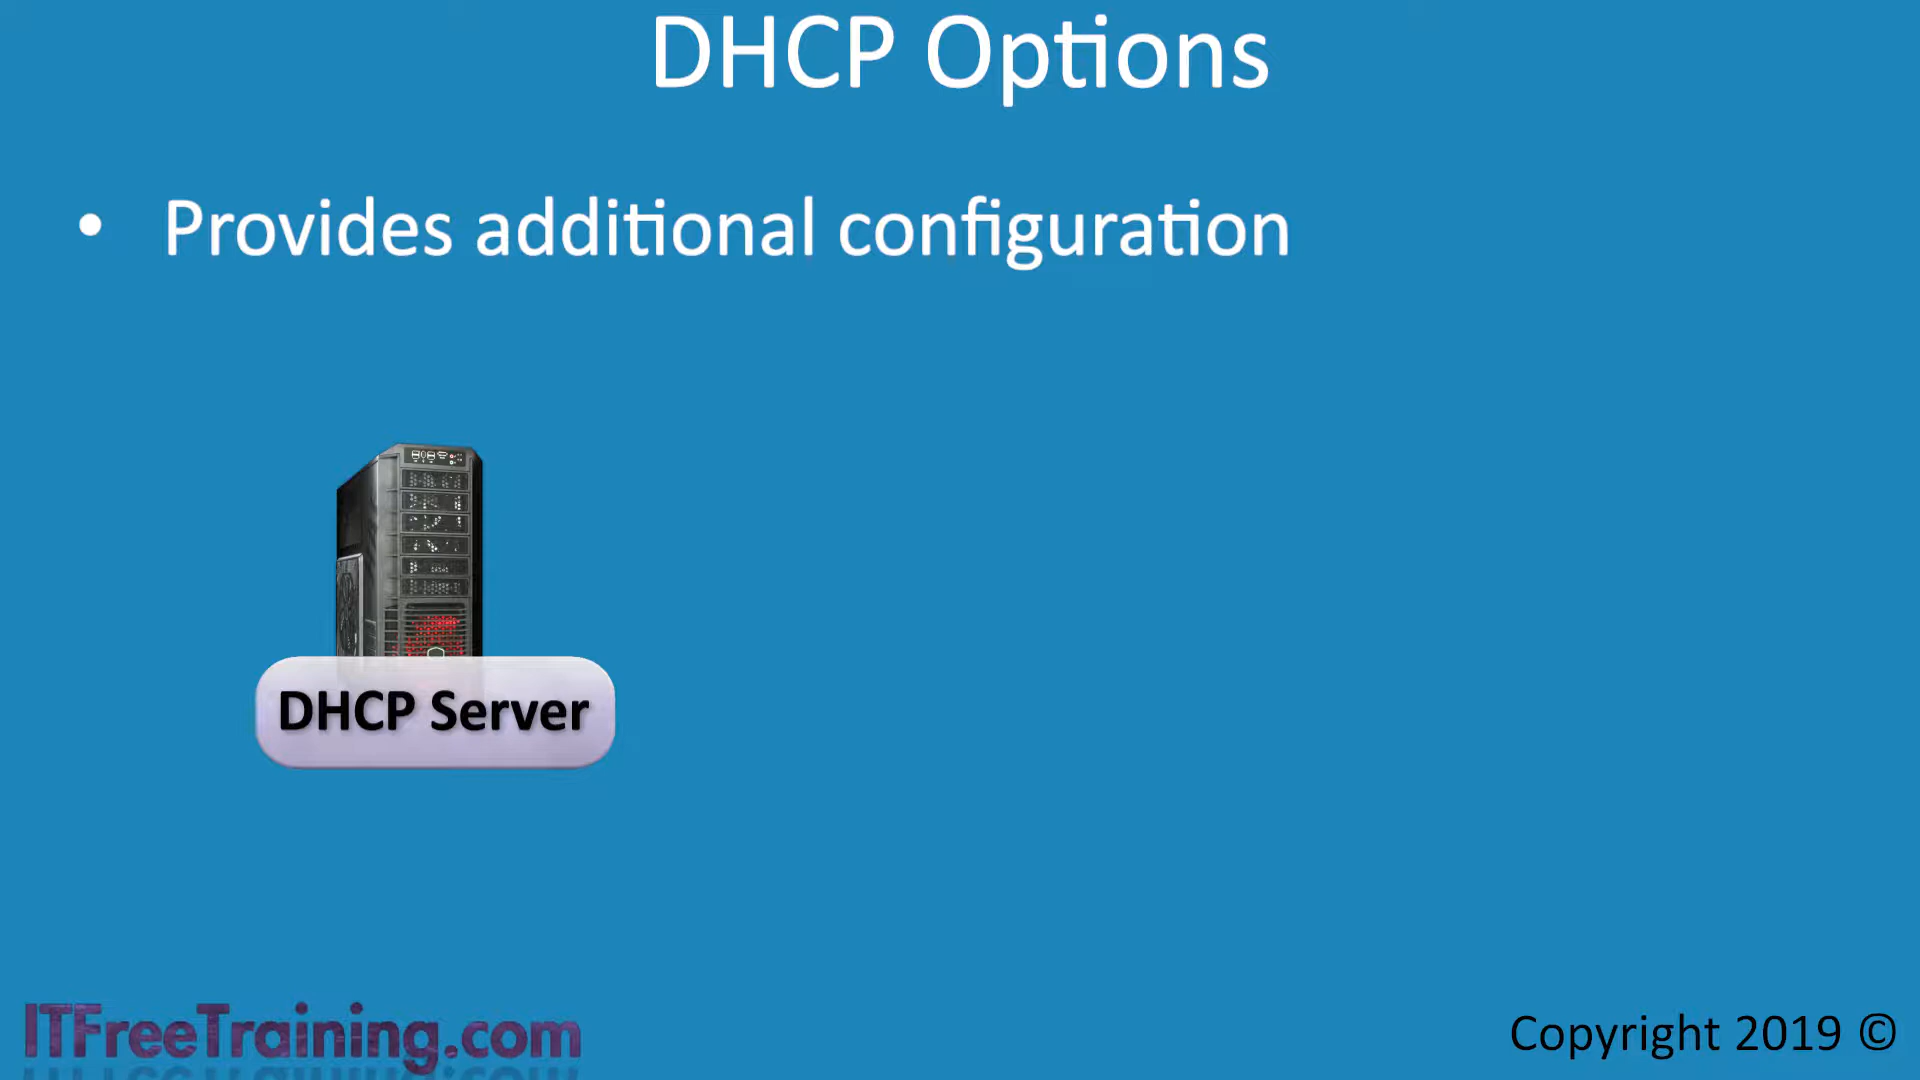 DHCP Options
• Provides additional configuration
DHCP Server
ITFreeTraining.com
Copyright 2019 ©